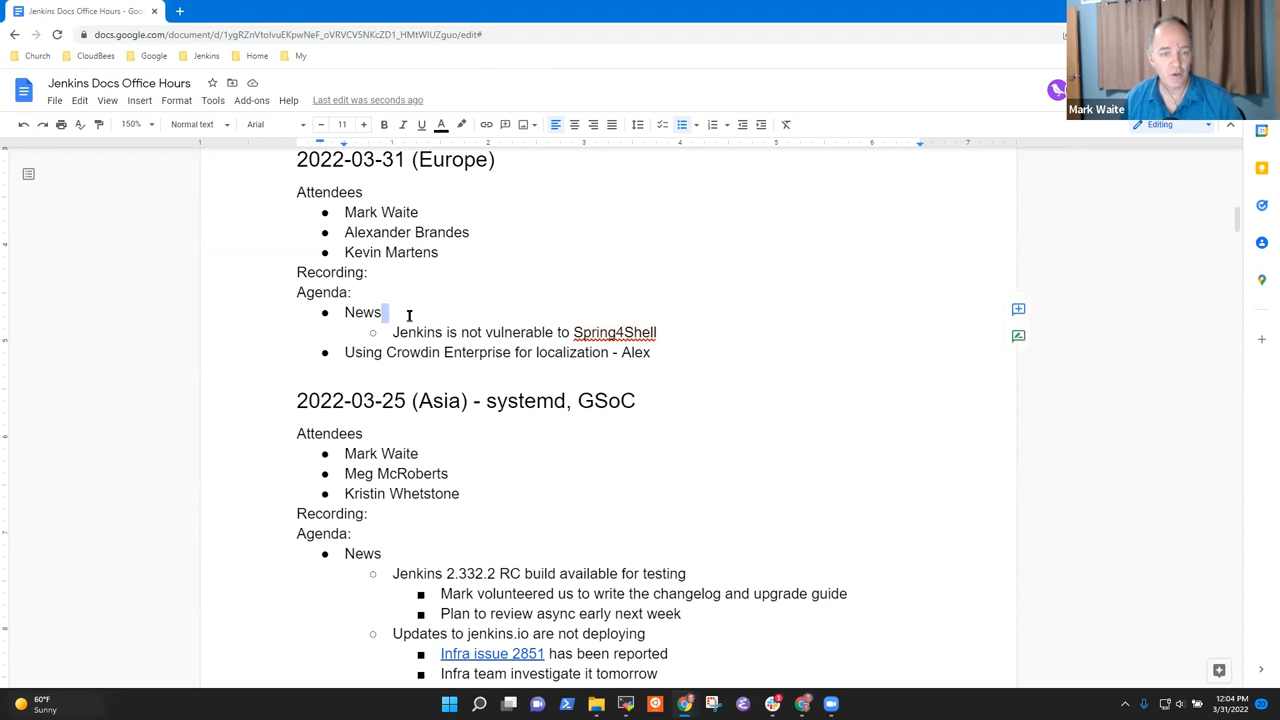 Jenkins Docs Office Hours - Goo
docs.google.com/document/d/1ygRZnVtoIvuEKpwNeF_oVRVCV5NKcZD1_HMtWIUZguo/edit#
Church
CloudBees
Google
Jenkins
Home
My
Mark Waite
Jenkins Docs Office Hours
File Edit View Insert Format Tools Add-ons Help Last edit was seconds ago
150% Normal text Arial 11 Editing
2022-03-31 (Europe)
Attendees
● Mark Waite
● Alexander Brandes
● Kevin Martens
Recording:
Agenda:
● News
○ Jenkins is not vulnerable to Spring4Shell
● Using Crowdin Enterprise for localization - Alex
2022-03-25 (Asia) - systemd, GSoC
Attendees
● Mark Waite
● Meg McRoberts
● Kristin Whetstone
Recording:
Agenda:
● News
○ Jenkins 2.332.2 RC build available for testing
■ Mark volunteered us to write the changelog and upgrade guide
■ Plan to review async early next week
○ Updates to jenkins.io are not deploying
■ Infra issue 2851 has been reported
■ Infra team investigate it tomorrow
60°F
Sunny
12:04 PM
3/31/2022
20